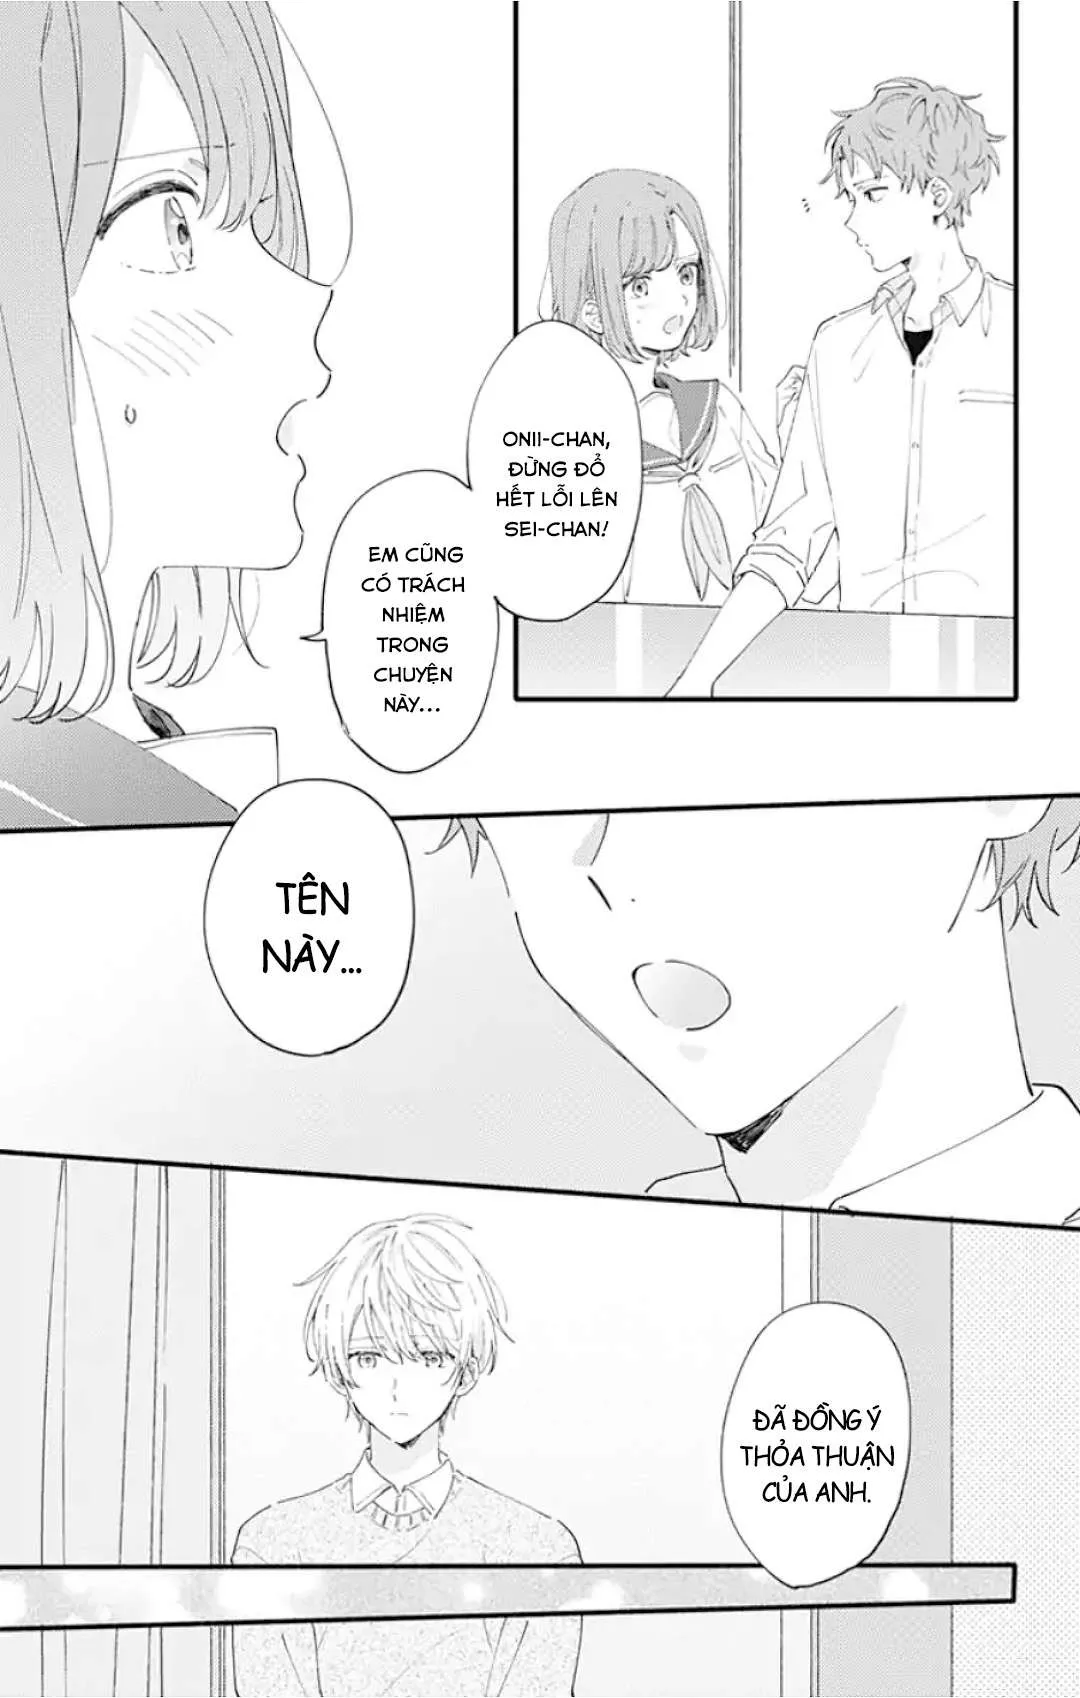 ONII-CHAN,
ĐỪNG ĐỔ
HẾT LỖI LÊN
SEI-CHAN!
EM CŨNG
CÓ TRÁCH
NHIỆM
TRONG
CHUYỆN
NÀY...
TÊN
NÀY...
ĐÃ ĐỒNG Ý
THỎA THUẬN
CỦA ANH.